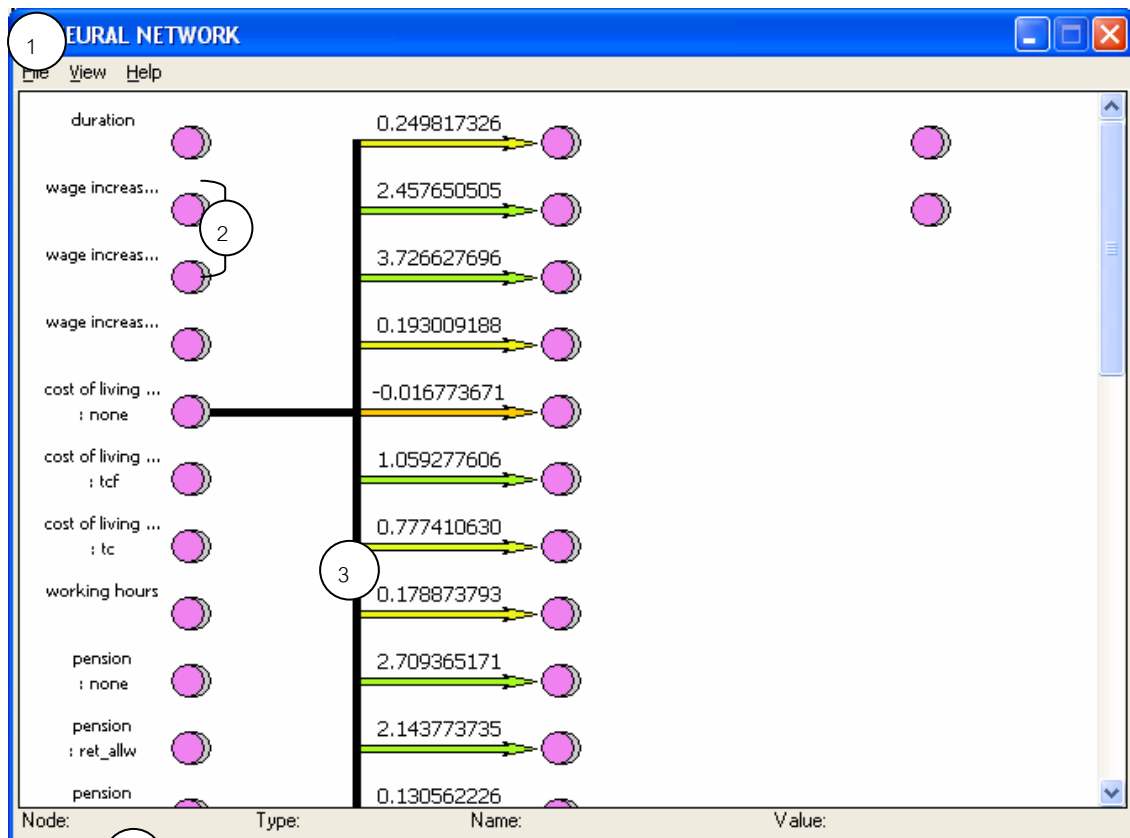 EURAL NETWORK
1
File View Help
duration 0.249817326
wage increas... 2.457650505
2
wage increas... 3.726627696
wage increas... 0.193009188
cost of living ... -0.016773671
: none
cost of living ... 1.059277606
: tcf
cost of living ... 0.777410630
: tc
3
working hours 0.178873793
pension 2.709365171
: none
pension 2.143773735
: ret_allw
pension 0.130562226
Node: Type: Name: Value: